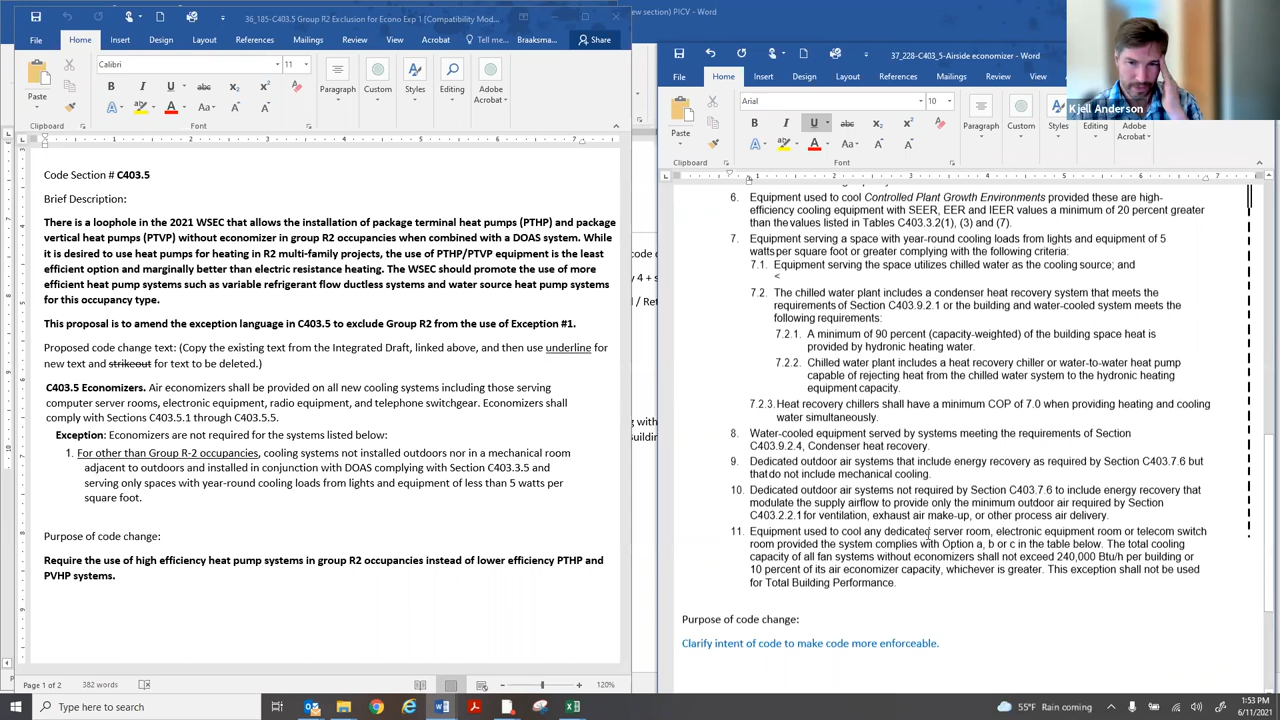 36_185-C403.5 Group R2 Exclusion for Econo Exp 1 [Compatibility Mod...
File Home Insert Design Layout References Mailings Review View Acrobat Tell me... Braaksma... Share
Calibri 11
Paste
Clipboard Font
Paragraph Custom Styles Editing Adobe Acrobat
Code Section # C403.5
Brief Description:
There is a loophole in the 2021 WSEC that allows the installation of package terminal heat pumps (PTHP) and package
vertical heat pumps (PTVP) without economizer in group R2 occupancies when combined with a DOAS system. While
it is desired to use heat pumps for heating in R2 multi-family projects, the use of PTHP/PTVP equipment is the least
efficient option and marginally better than electric resistance heating. The WSEC should promote the use of more
efficient heat pump systems such as variable refrigerant flow ductless systems and water source heat pump systems
for this occupancy type.
This proposal is to amend the exception language in C403.5 to exclude Group R2 from the use of Exception #1.
Proposed code change text: (Copy the existing text from the Integrated Draft, linked above, and then use underline for
new text and strikeout for text to be deleted.)
C403.5 Economizers. Air economizers shall be provided on all new cooling systems including those serving
computer server rooms, electronic equipment, radio equipment, and telephone switchgear. Economizers shall
comply with Sections C403.5.1 through C403.5.5.
Exception: Economizers are not required for the systems listed below:
1. For other than Group R-2 occupancies, cooling systems not installed outdoors nor in a mechanical room
adjacent to outdoors and installed in conjunction with DOAS complying with Section C403.3.5 and
serving only spaces with year-round cooling loads from lights and equipment of less than 5 watts per
square foot.
Purpose of code change:
Require the use of high efficiency heat pump systems in group R2 occupancies instead of lower efficiency PTHP and
PVHP systems.
Page 1 of 2 382 words 120%
new section) PICV - Word
37_228-C403_5-Airside economizer - Word
File Home Insert Design Layout References Mailings Review
Kjell Anderson
Arial 10
Paste
Clipboard Font
Paragraph Custom Styles Editing Adobe Acrobat
6. Equipment used to cool Controlled Plant Growth Environments provided these are high-
efficiency cooling equipment with SEER, EER and IEER values a minimum of 20 percent greater
than the values listed in Tables C403.3.2(1), (3) and (7).
7. Equipment serving a space with year-round cooling loads from lights and equipment of 5
watts per square foot or greater complying with the following criteria:
7.1. Equipment serving the space utilizes chilled water as the cooling source; and
<
7.2. The chilled water plant includes a condenser heat recovery system that meets the
requirements of Section C403.9.2.1 or the building and water-cooled system meets the
following requirements:
7.2.1. A minimum of 90 percent (capacity-weighted) of the building space heat is
provided by hydronic heating water.
7.2.2. Chilled water plant includes a heat recovery chiller or water-to-water heat pump
capable of rejecting heat from the chilled water system to the hydronic heating
equipment capacity.
7.2.3. Heat recovery chillers shall have a minimum COP of 7.0 when providing heating and cooling
water simultaneously.
8. Water-cooled equipment served by systems meeting the requirements of Section
C403.9.2.4, Condenser heat recovery.
9. Dedicated outdoor air systems that include energy recovery as required by Section C403.7.6 but
that do not include mechanical cooling.
10. Dedicated outdoor air systems not required by Section C403.7.6 to include energy recovery that
modulate the supply airflow to provide only the minimum outdoor air required by Section
C403.2.2.1 for ventilation, exhaust air make-up, or other process air delivery.
11. Equipment used to cool any dedicated server room, electronic equipment room or telecom switch
room provided the system complies with Option a, b or c in the table below. The total cooling
capacity of all fan systems without economizers shall not exceed 240,000 Btu/h per building or
10 percent of its air economizer capacity, whichever is greater. This exception shall not be used
for Total Building Performance.
Purpose of code change:
Clarify intent of code to make code more enforceable.
Type here to search
55°F Rain coming
1:53 PM
6/11/2021